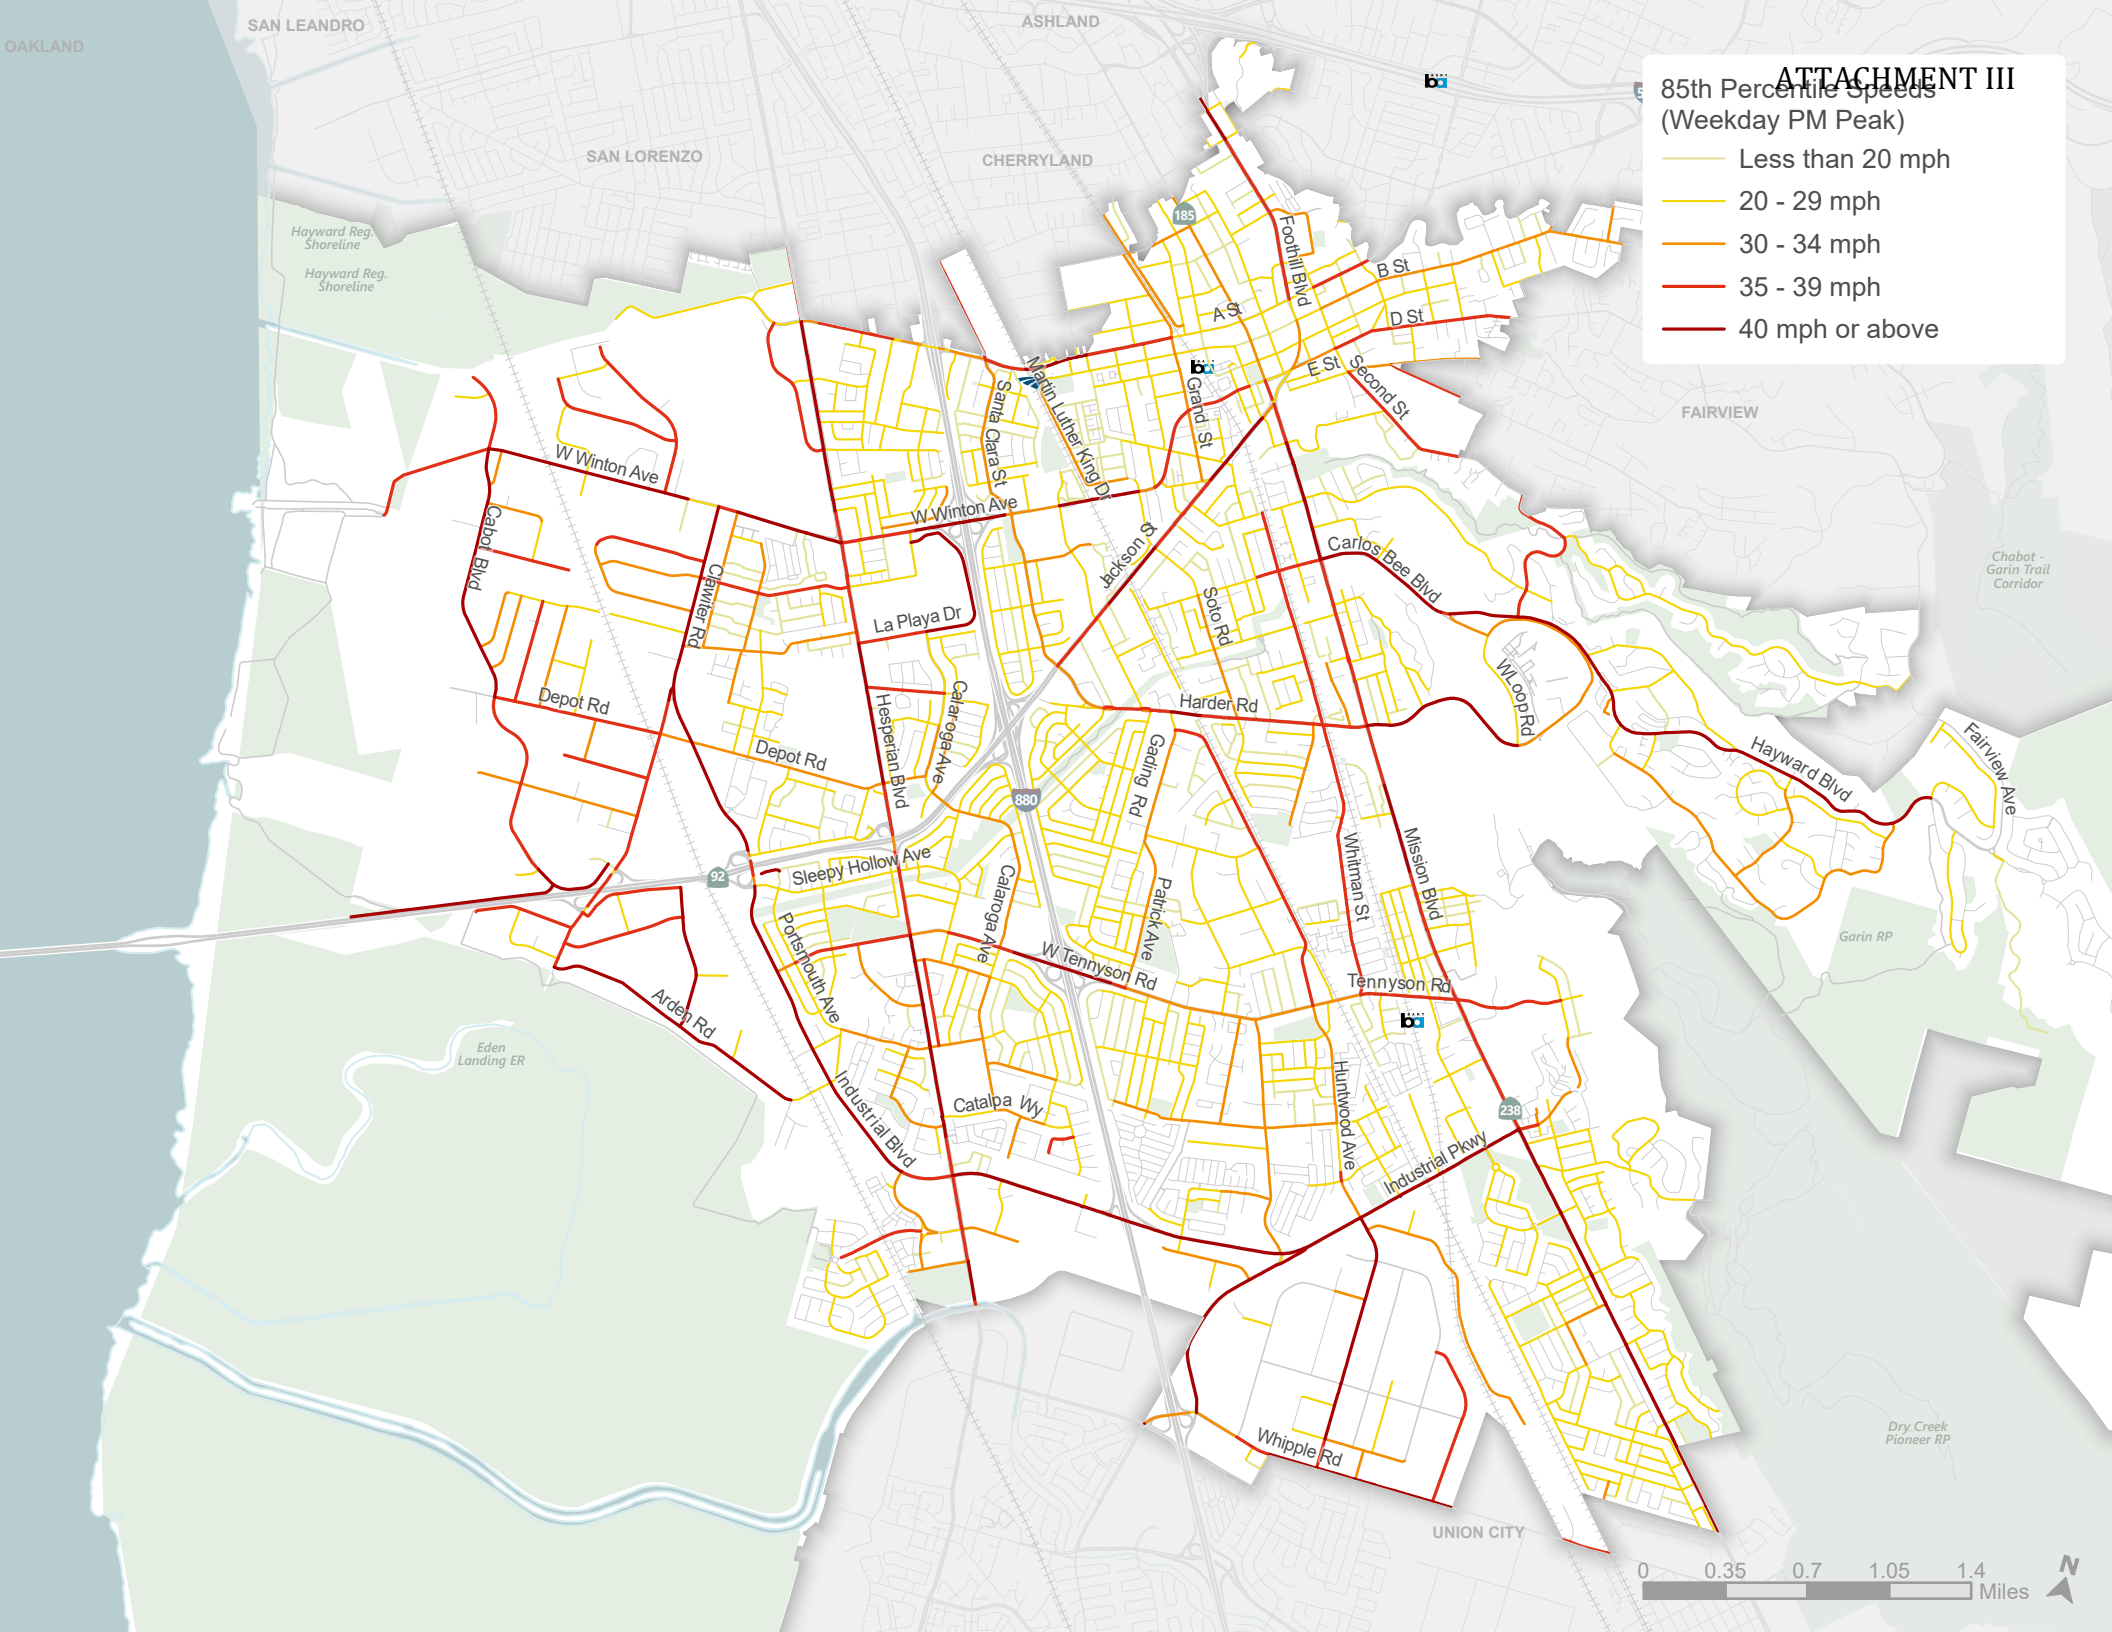 OAKLAND
SAN LEANDRO
ASHLAND
SAN LORENZO
CHERRYLAND
ATTACHMENT III
85th Percentile Speeds
(Weekday PM Peak)
Less than 20 mph
20 - 29 mph
30 - 34 mph
35 - 39 mph
40 mph or above
Hayward Reg.
Shoreline
Hayward Reg.
Shoreline
185
Foothill Blvd
B St
A St
D St
E St
Second St
Martin Luther King Dr
Grand St
Santa Clara St
FAIRVIEW
W Winton Ave
W Winton Ave
Cabot Blvd
Clawiter Rd
Jackson St
Carlos Bee Blvd
Chabot -
Garin Trail
Corridor
La Playa Dr
Soto Rd
W Loop Rd
Depot Rd
Depot Rd
Hesperian Blvd
Calaroga Ave
Harder Rd
Gading Rd
Hayward Blvd
Fairview Ave
880
92
Sleepy Hollow Ave
Whitman St
Mission Blvd
Calaroga Ave
Patrick Ave
Portsmouth Ave
W Tennyson Rd
Tennyson Rd
Garin RP
Arden Rd
Eden
Landing ER
Industrial Blvd
Catalpa Wy
Huntwood Ave
238
Industrial Pkwy
Whipple Rd
Dry Creek
Pioneer RP
UNION CITY
0 0.35 0.7 1.05 1.4
Miles
N